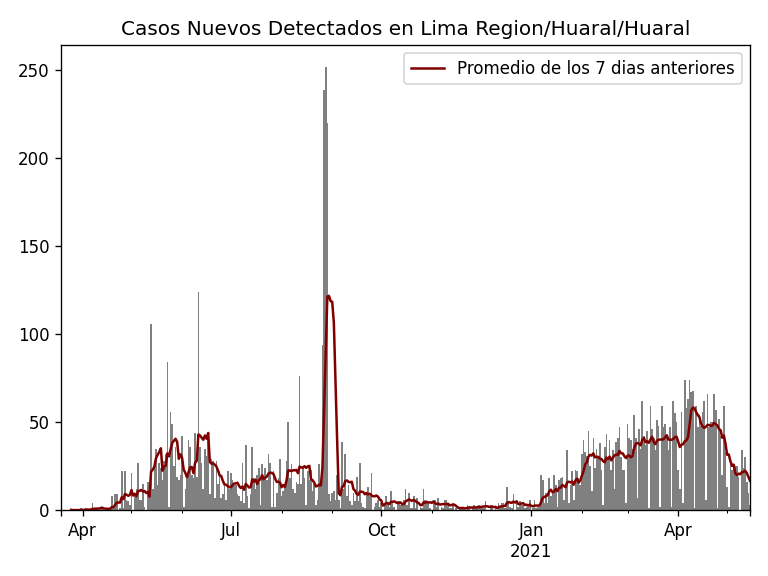 Casos Nuevos Detectados en Lima Region/Huaral/Huaral
Promedio de los 7 dias anteriores
250
200
150
100
50
0
Apr
Jul
Oct
Jan
2021
Apr